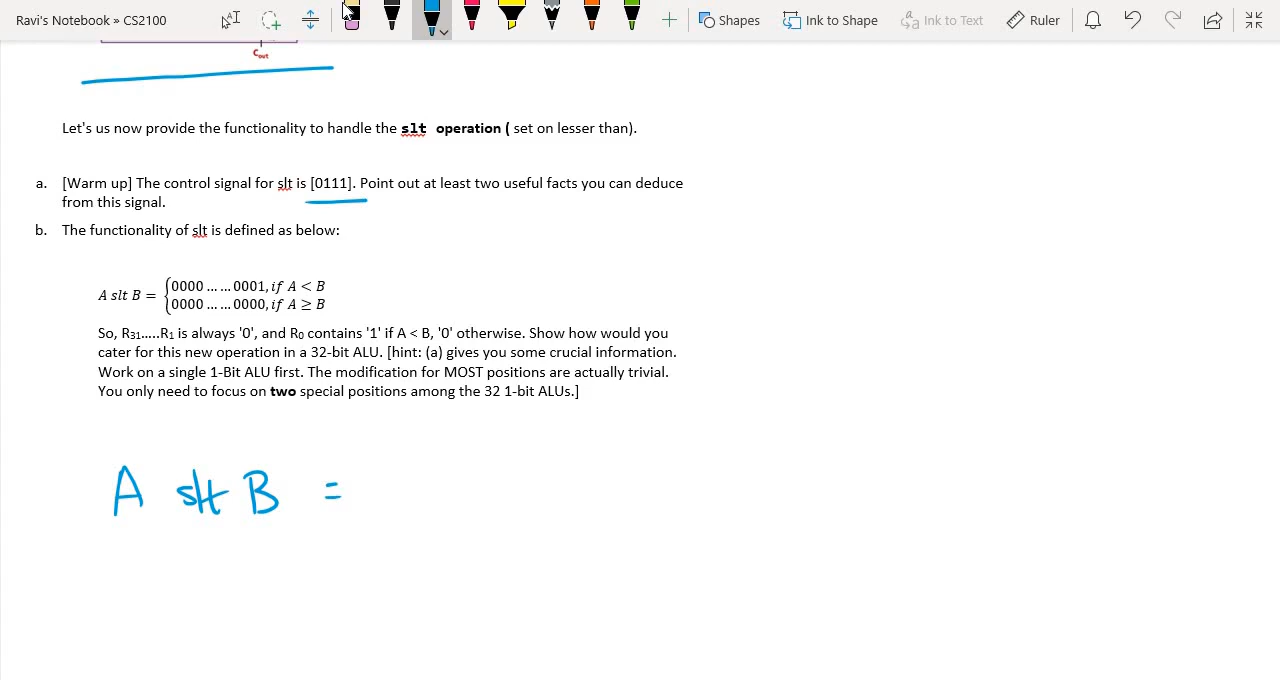 Ravi's Notebook » CS2100
Shapes
Ink to Shape
Ink to Text
Ruler
Cout
Let's us now provide the functionality to handle the slt operation ( set on lesser than).
a. [Warm up] The control signal for slt is [0111]. Point out at least two useful facts you can deduce
from this signal.
b. The functionality of slt is defined as below:
A slt B = {0000 ... ... 0001, if A < B
0000 ... ... 0000, if A ≥ B
So, R31.....R1 is always '0', and R0 contains '1' if A < B, '0' otherwise. Show how would you
cater for this new operation in a 32-bit ALU. [hint: (a) gives you some crucial information.
Work on a single 1-Bit ALU first. The modification for MOST positions are actually trivial.
You only need to focus on two special positions among the 32 1-bit ALUs.]
A slt B =